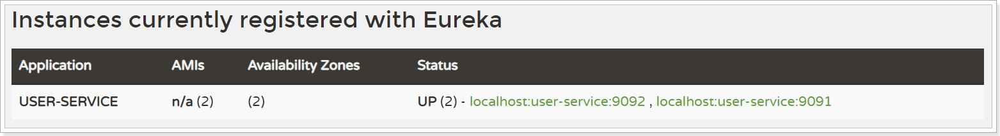 Instances currently registered with Eureka
Application AMIs Availability Zones Status
USER-SERVICE n/a (2) (2) UP (2) - localhost:user-service:9092 , localhost:user-service:9091